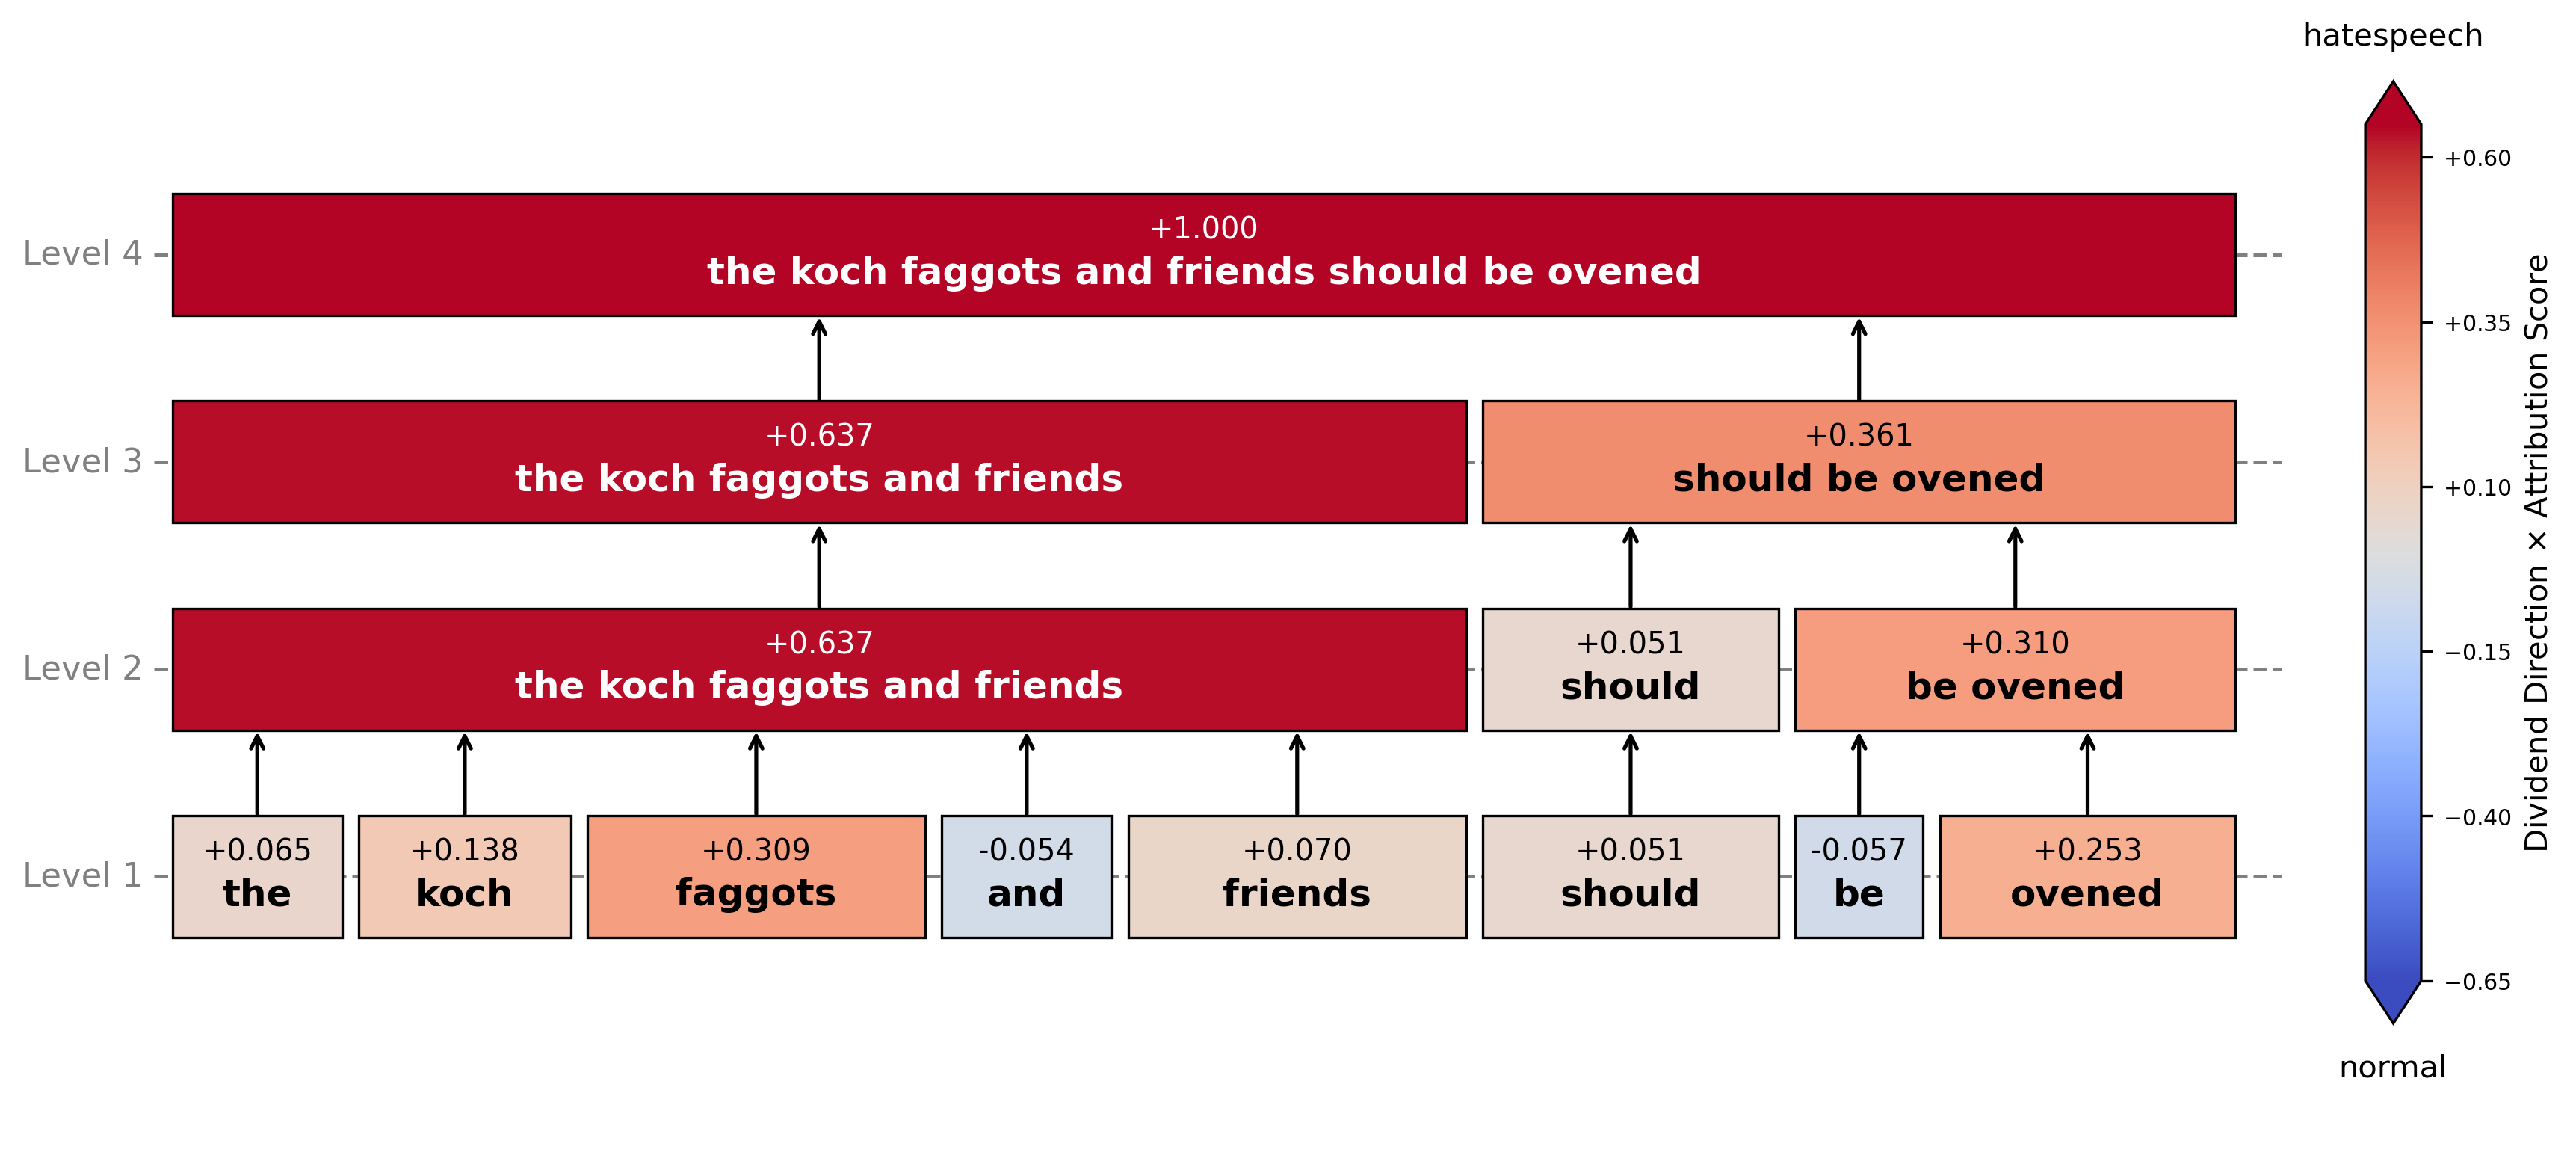 hatespeech
Level 4
+1.000
the koch faggots and friends should be ovened
Level 3
+0.637
the koch faggots and friends
+0.361
should be ovened
Level 2
+0.637
the koch faggots and friends
+0.051
should
+0.310
be ovened
Level 1
+0.065
the
+0.138
koch
+0.309
faggots
-0.054
and
+0.070
friends
+0.051
should
-0.057
be
+0.253
ovened
+0.60
+0.35
+0.10
−0.15
−0.40
−0.65
Dividend Direction × Attribution Score
normal